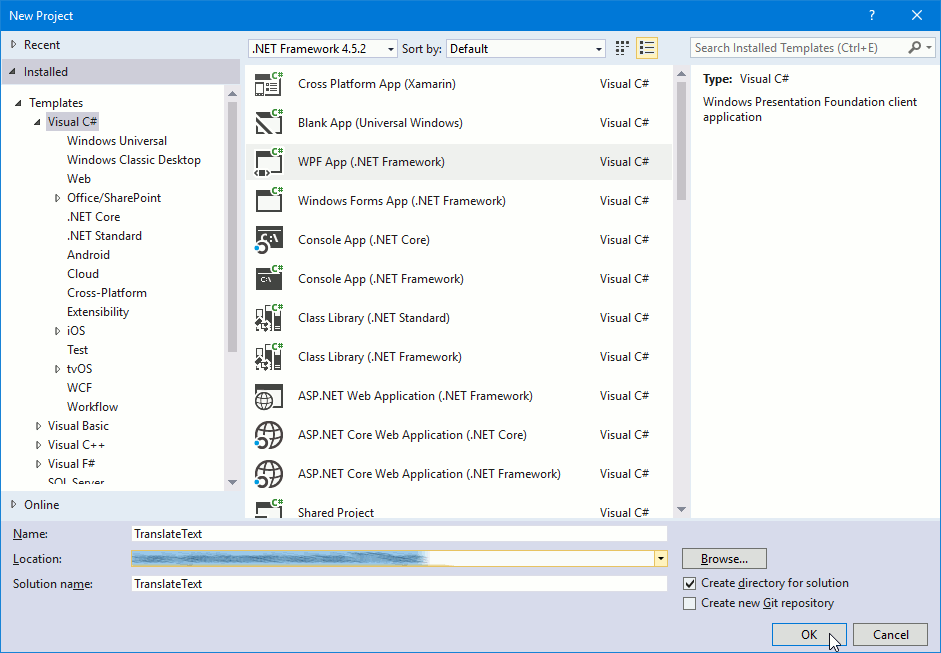 New Project
Recent
.NET Framework 4.5.2 Sort by: Default
Search Installed Templates (Ctrl+E)
Installed
Templates
Visual C#
Windows Universal
Windows Classic Desktop
Web
Office/SharePoint
.NET Core
.NET Standard
Android
Cloud
Cross-Platform
Extensibility
iOS
Test
tvOS
WCF
Workflow
Visual Basic
Visual C++
Visual F#
SQL Server
Online
Cross Platform App (Xamarin) Visual C#
Blank App (Universal Windows) Visual C#
WPF App (.NET Framework) Visual C#
Windows Forms App (.NET Framework) Visual C#
Console App (.NET Core) Visual C#
Console App (.NET Framework) Visual C#
Class Library (.NET Standard) Visual C#
Class Library (.NET Framework) Visual C#
ASP.NET Web Application (.NET Framework) Visual C#
ASP.NET Core Web Application (.NET Core) Visual C#
ASP.NET Core Web Application (.NET Framework) Visual C#
Shared Project Visual C#
Type: Visual C#
Windows Presentation Foundation client
application
Name: TranslateText
Location:
Browse...
Solution name: TranslateText
Create directory for solution
Create new Git repository
OK Cancel